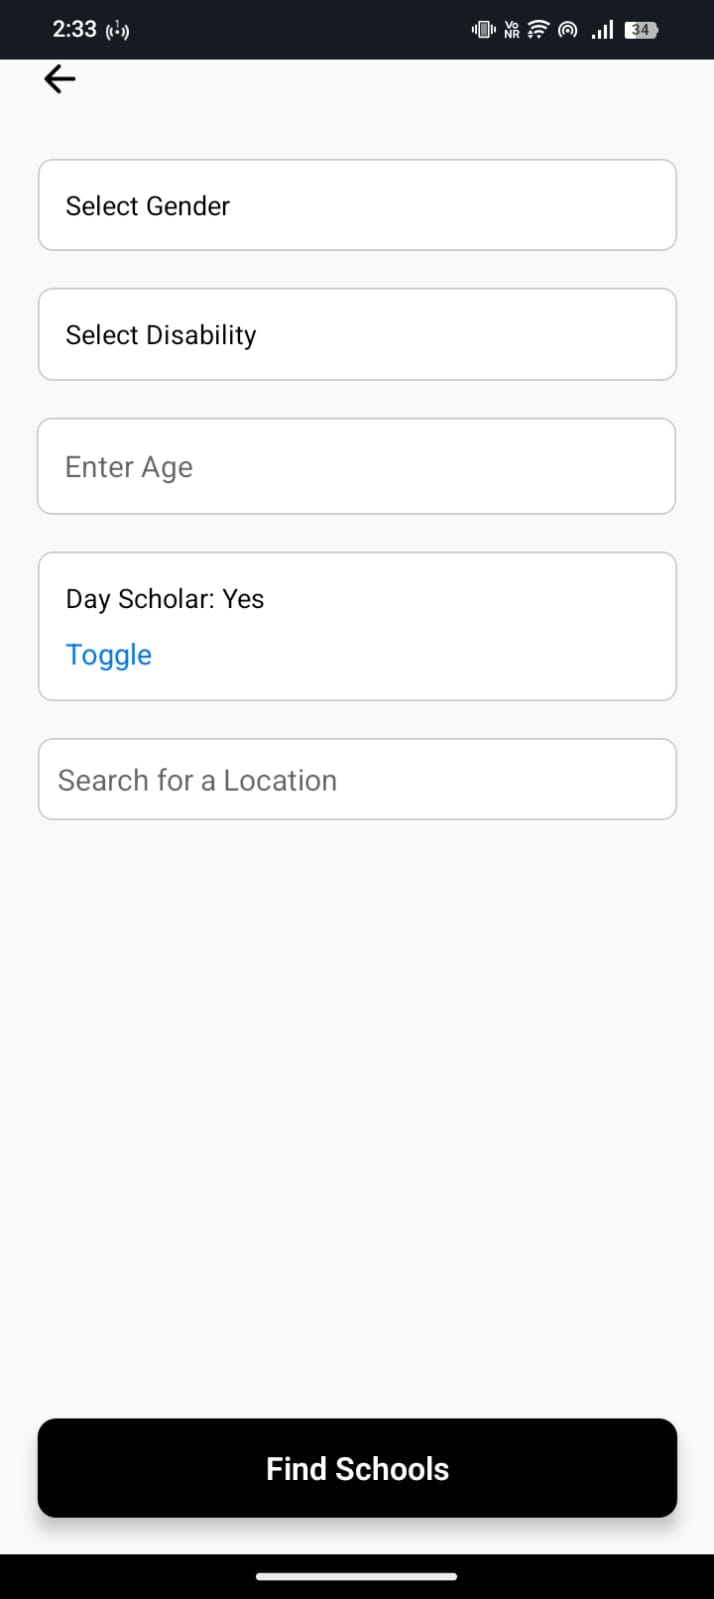 2:33
Vo
NR
34
Select Gender
Select Disability
Enter Age
Day Scholar: Yes
Toggle
Search for a Location
Find Schools